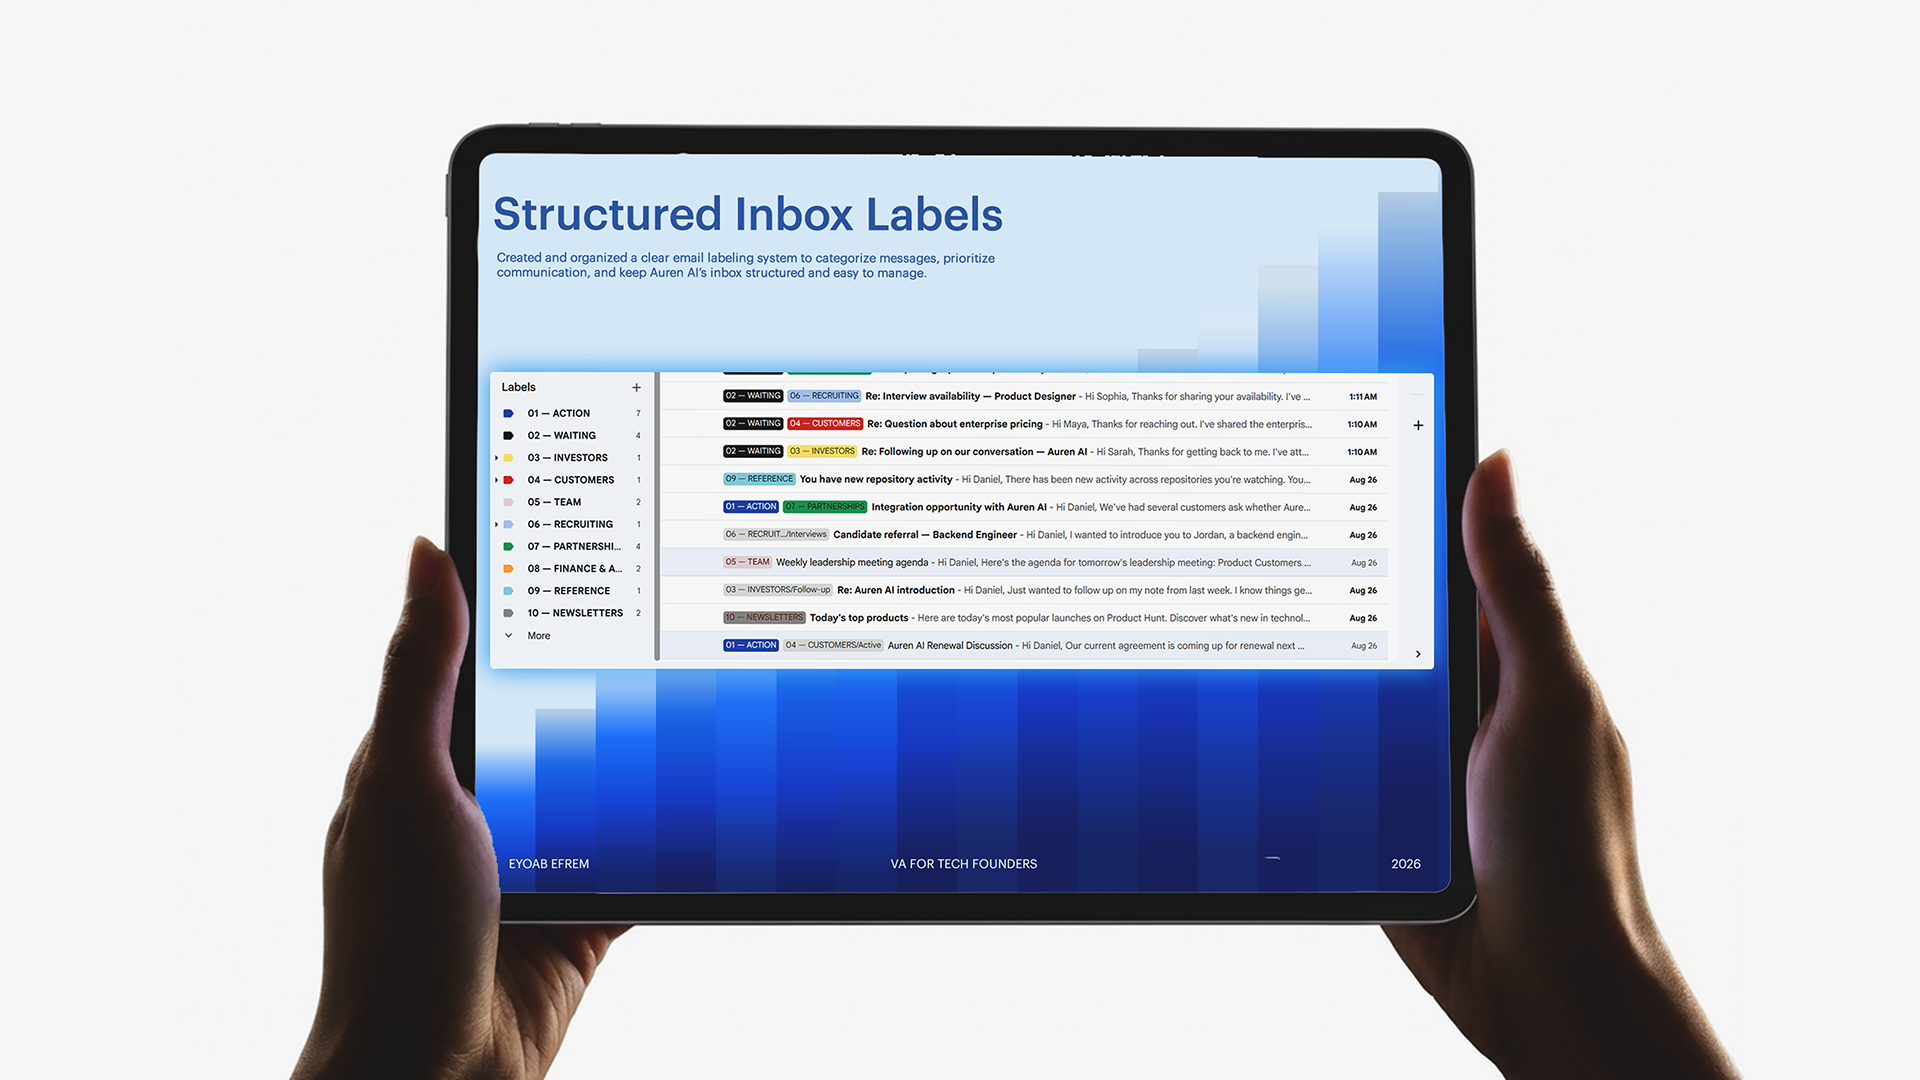 Structured Inbox Labels
Created and organized a clear email labeling system to categorize messages, prioritize
communication, and keep Auren AI's inbox structured and easy to manage.
Labels
01 — ACTION 7
02 — WAITING 4
03 — INVESTORS 1
04 — CUSTOMERS 1
05 — TEAM 2
06 — RECRUITING 1
07 — PARTNERSHI... 4
08 — FINANCE & A... 2
09 — REFERENCE 1
10 — NEWSLETTERS 2
More
02 — WAITING 06 — RECRUITING Re: Interview availability — Product Designer - Hi Sophia, Thanks for sharing your availability. I've ... 1:11 AM
02 — WAITING 04 — CUSTOMERS Re: Question about enterprise pricing - Hi Maya, Thanks for reaching out. I've shared the enterpris... 1:10 AM
02 — WAITING 03 — INVESTORS Re: Following up on our conversation — Auren AI - Hi Sarah, Thanks for getting back to me. I've att... 1:10 AM
09 — REFERENCE You have new repository activity - Hi Daniel, There has been new activity across repositories you're watching. You... Aug 26
01 — ACTION 07 — PARTNERSHIPS Integration opportunity with Auren AI - Hi Daniel, We've had several customers ask whether Aure... Aug 26
06 — RECRUIT.../Interviews Candidate referral — Backend Engineer - Hi Daniel, I wanted to introduce you to Jordan, a backend engin... Aug 26
05 — TEAM Weekly leadership meeting agenda - Hi Daniel, Here's the agenda for tomorrow's leadership meeting: Product Customers ... Aug 26
03 — INVESTORS/Follow-up Re: Auren AI introduction - Hi Daniel, Just wanted to follow up on my note from last week. I know things ge... Aug 26
10 — NEWSLETTERS Today's top products - Here are today's most popular launches on Product Hunt. Discover what's new in technol... Aug 26
01 — ACTION 04 — CUSTOMERS/Active Auren AI Renewal Discussion - Hi Daniel, Our current agreement is coming up for renewal next ... Aug 26
EYOAB EFREM
VA FOR TECH FOUNDERS
2026